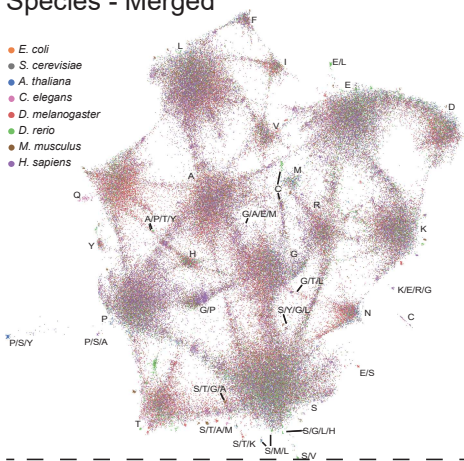 Species - Merged
E. coli
S. cerevisiae
A. thaliana
C. elegans
D. melanogaster
D. rerio
M. musculus
H. sapiens
F
L
I
E/L
E
D
V
A
M
C
Q
A/P/T/Y
G/A/E/M
R
K
Y
H
G
G/T/L
K/E/R/G
P
G/P
S/Y/G/L
N
C
P/S/Y
P/S/A
E/S
S/T/G/A
S
T
S/T/A/M
S/G/L/H
S/T/K
S/M/L
S/V